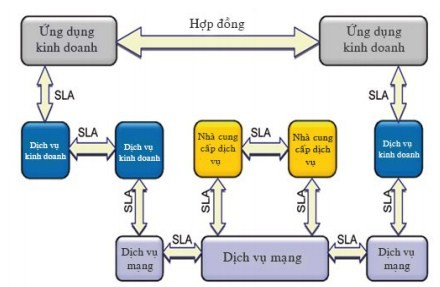 Hợp đồng
Ứng dụng
kinh doanh
Ứng dụng
kinh doanh
SLA
SLA
Dịch vụ
kinh doanh
SLA
Dịch vụ
kinh doanh
Nhà cung
cấp dịch
vụ
SLA
Nhà cung
cấp dịch
vụ
Dịch vụ
kinh doanh
SLA
SLA
SLA
SLA
Dịch vụ
mạng
SLA
Dịch vụ mạng
SLA
Dịch vụ
mạng